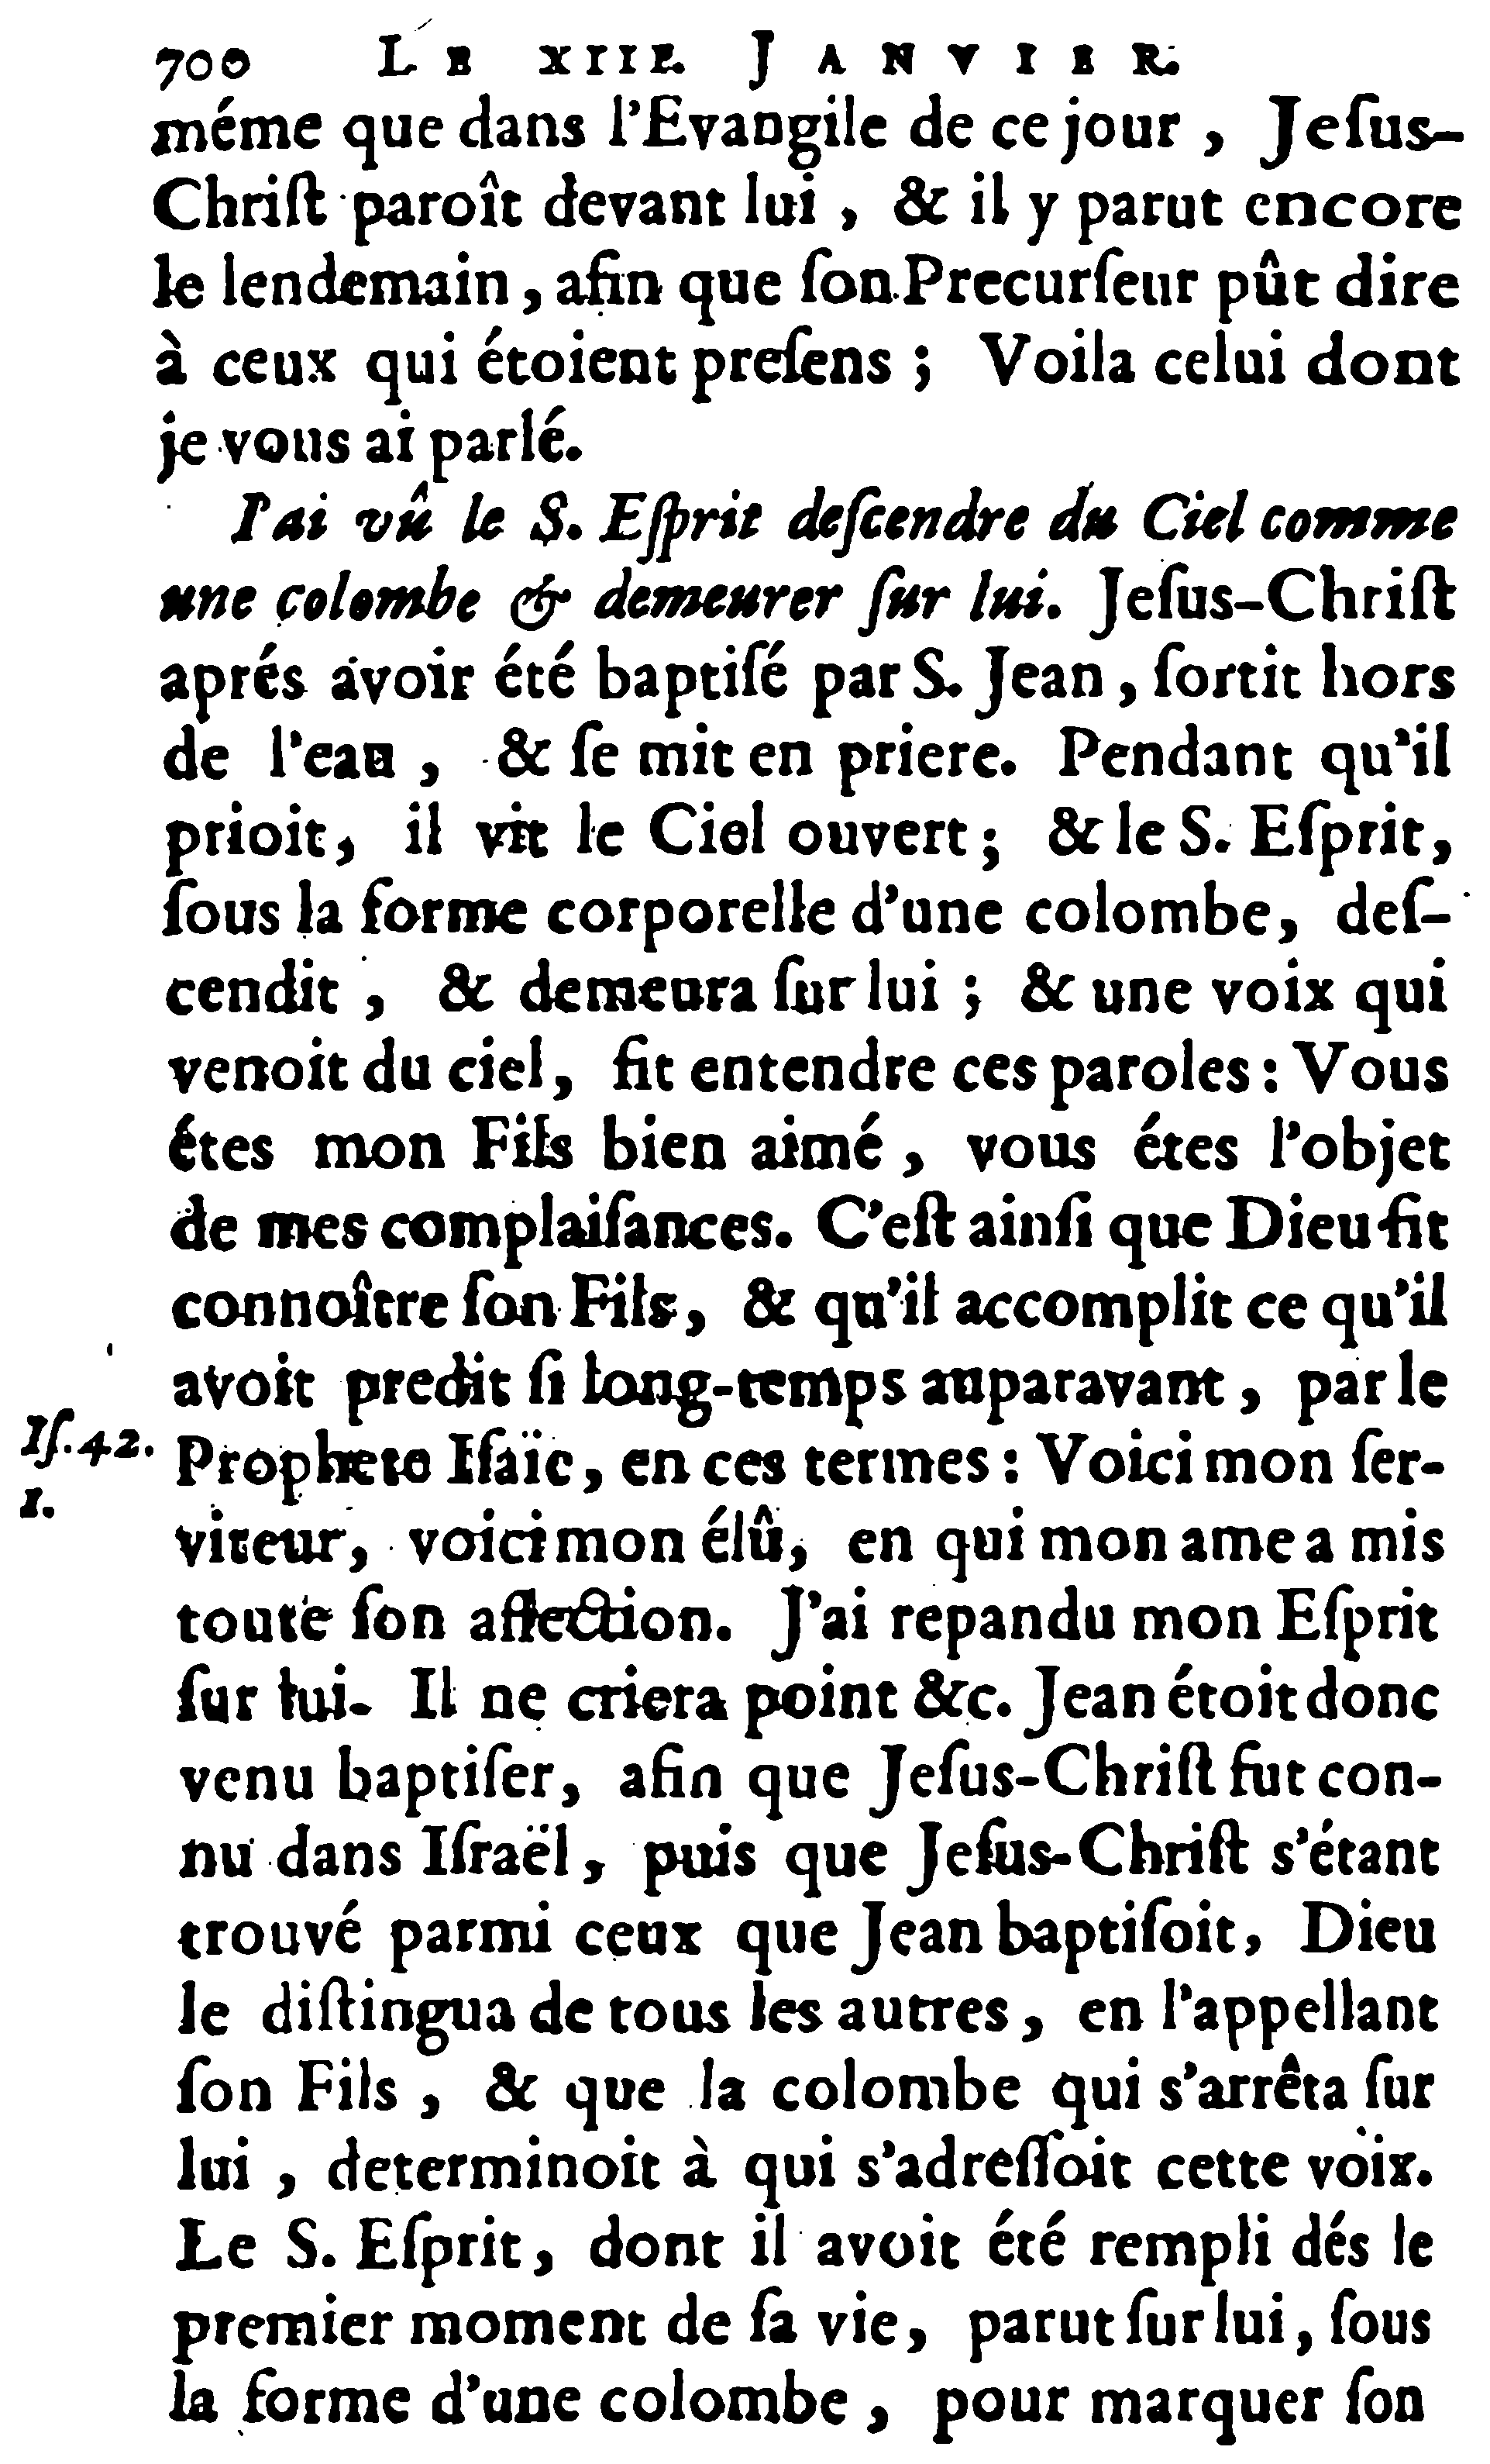 700 LE XIIE. JANVIER.
méme que dans l'Evangile de ce jour, Jeſus-
Chriſt paroît devant lui, & il y parut encore
le lendemain, afin que ſon Precurſeur pût dire
à ceux qui étoient preſens ; Voila celui dont
je vous ai parlé.
J'ai vû le S. Eſprit deſcendre du Ciel comme
une colombe & demeurer ſur lui. Jeſus-Chriſt
aprés avoir été baptiſé par S. Jean, ſortit hors
de l'eau, & ſe mit en priere. Pendant qu'il
prioit, il vit le Ciel ouvert ; & le S. Eſprit,
ſous la forme corporelle d'une colombe, deſ-
cendit, & demeura ſur lui ; & une voix qui
venoit du ciel, fit entendre ces paroles : Vous
étes mon Fils bien aimé, vous étes l'objet
de mes complaiſances. C'eſt ainſi que Dieu fit
connoître ſon Fils, & qu'il accomplit ce qu'il
avoit predit ſi long-temps auparavant, par le
Iſ. 42.
1.
Prophete Iſaïe, en ces termes : Voici mon ſer-
viteur, voici mon élû, en qui mon ame a mis
toute ſon affection. J'ai repandu mon Eſprit
ſur lui. Il ne criera point &c. Jean étoit donc
venu baptiſer, afin que Jeſus-Chriſt fut con-
nu dans Iſraël, puis que Jeſus-Chriſt s'étant
trouvé parmi ceux que Jean baptiſoit, Dieu
le diſtingua de tous les autres, en l'appellant
ſon Fils, & que la colombe qui s'arrêta ſur
lui, determinoit à qui s'adreſſoit cette voix.
Le S. Eſprit, dont il avoit été rempli dés le
premier moment de ſa vie, parut ſur lui, ſous
la forme d'une colombe, pour marquer ſon